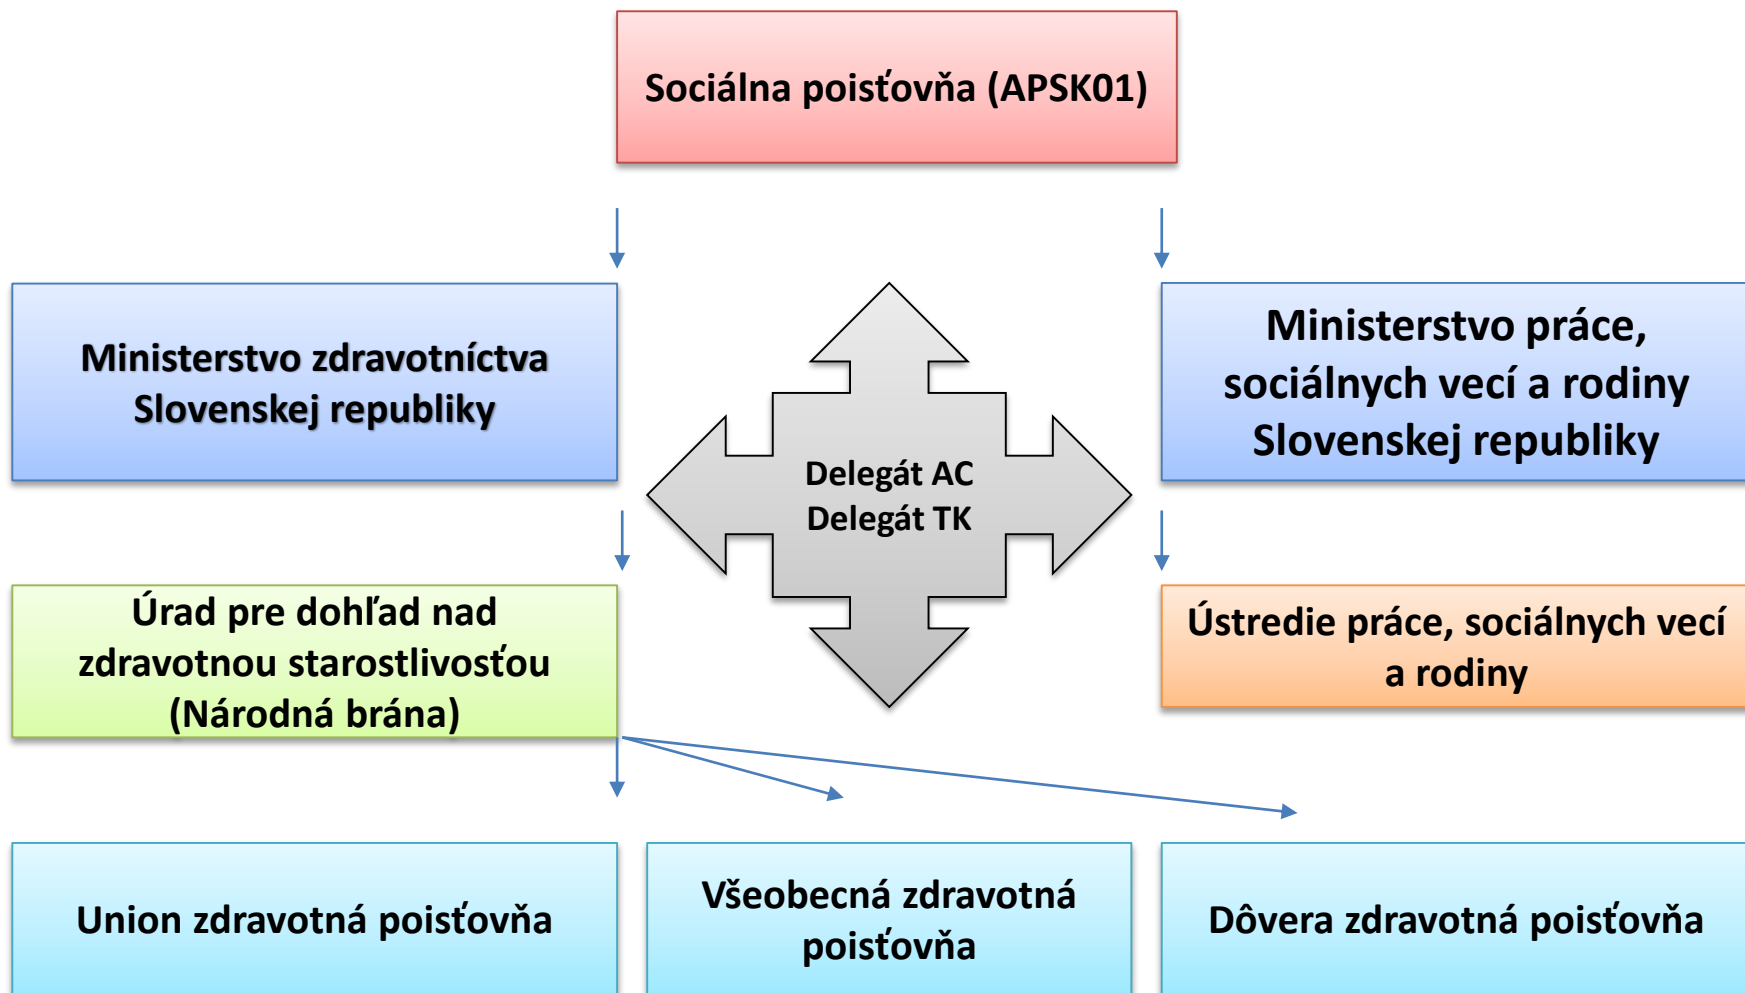 Sociálna poisťovňa (APSK01)
Ministerstvo zdravotníctva
Slovenskej republiky
Ministerstvo práce,
sociálnych vecí a rodiny
Slovenskej republiky
Delegát AC
Delegát TK
Úrad pre dohľad nad
zdravotnou starostlivosťou
(Národná brána)
Ústredie práce, sociálnych vecí
a rodiny
Union zdravotná poisťovňa
Všeobecná zdravotná
poisťovňa
Dôvera zdravotná poisťovňa